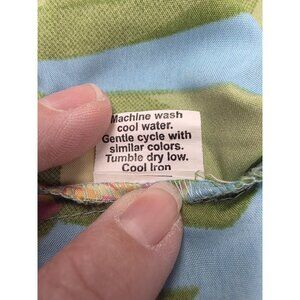 Machine wash
cool water.
Gentle cycle with
similar colors.
Tumble dry low.
Cool Iron